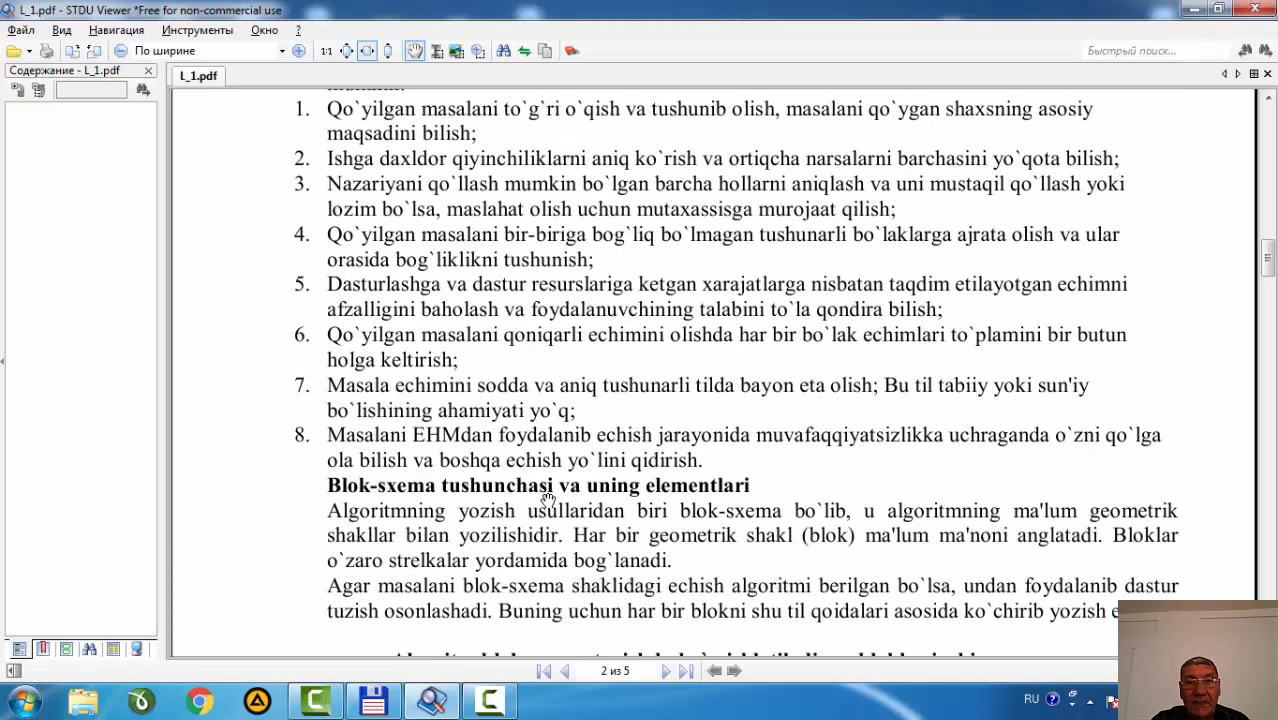 L_1.pdf - STDU Viewer *Free for non-commercial use
Файл Вид Навигация Инструменты Окно ?
По ширине 1:1 Быстрый поиск...
Содержание - L_1.pdf
L_1.pdf
1. Qo`yilgan masalani to`g`ri o`qish va tushunib olish, masalani qo`ygan shaxsning asosiy
maqsadini bilish;
2. Ishga daxldor qiyinchiliklarni aniq ko`rish va ortiqcha narsalarni barchasini yo`qota bilish;
3. Nazariyani qo`llash mumkin bo`lgan barcha hollarni aniqlash va uni mustaqil qo`llash yoki
lozim bo`lsa, maslahat olish uchun mutaxassisga murojaat qilish;
4. Qo`yilgan masalani bir-biriga bog`liq bo`lmagan tushunarli bo`laklarga ajrata olish va ular
orasida bog`liklikni tushunish;
5. Dasturlashga va dastur resurslariga ketgan xarajatlarga nisbatan taqdim etilayotgan echimni
afzalligini baholash va foydalanuvchining talabini to`la qondira bilish;
6. Qo`yilgan masalani qoniqarli echimini olishda har bir bo`lak echimlari to`plamini bir butun
holga keltirish;
7. Masala echimini sodda va aniq tushunarli tilda bayon eta olish; Bu til tabiiy yoki sun'iy
bo`lishining ahamiyati yo`q;
8. Masalani EHMdan foydalanib echish jarayonida muvafaqqiyatsizlikka uchraganda o`zni qo`lga
ola bilish va boshqa echish yo`lini qidirish.
Blok-sxema tushunchasi va uning elementlari
Algoritmning yozish usullaridan biri blok-sxema bo`lib, u algoritmning ma'lum geometrik
shakllar bilan yozilishidir. Har bir geometrik shakl (blok) ma'lum ma'noni anglatadi. Bloklar
o`zaro strelkalar yordamida bog`lanadi.
Agar masalani blok-sxema shaklidagi echish algoritmi berilgan bo`lsa, undan foydalanib dastur
tuzish osonlashadi. Buning uchun har bir blokni shu til qoidalari asosida ko`chirib yozish
2 из 5
RU